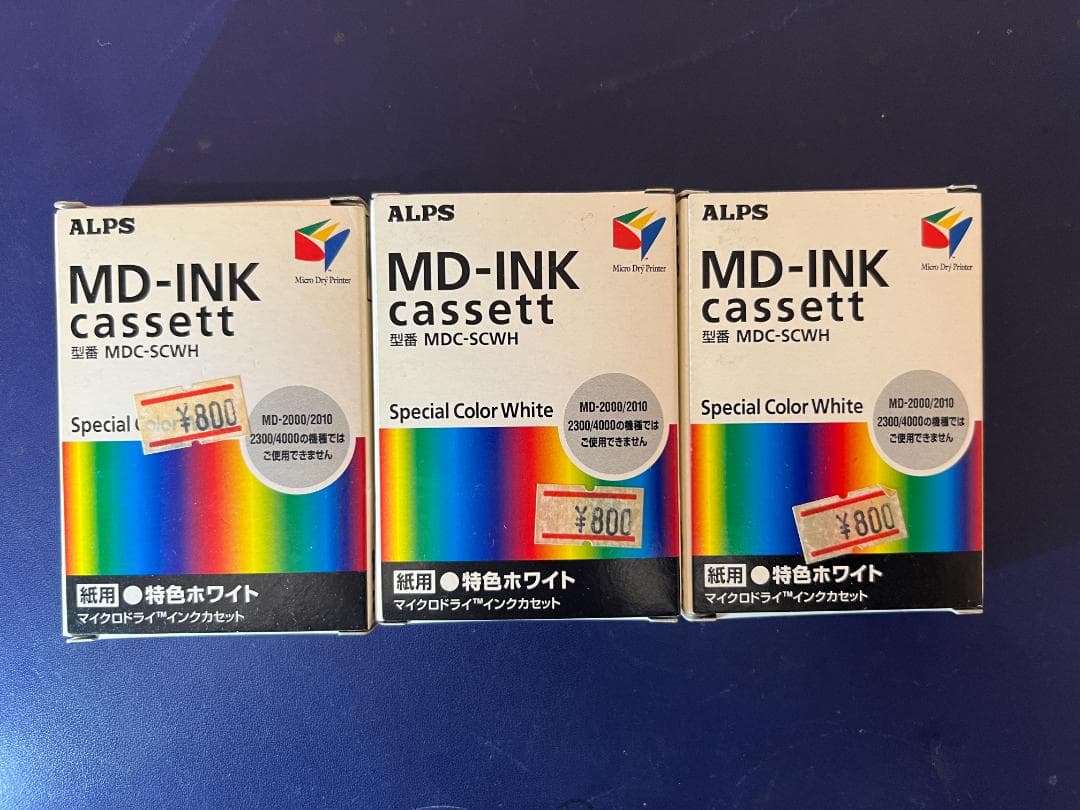 ALPS
MD-INK
cassett
型番 MDC-SCWH
Micro Dry Printer
Special Color
¥800
MD-2000/2010
2300/4000の機種では
ご使用できません
紙用 ●特色ホワイト
マイクロドライ™インクカセット
ALPS
MD-INK
cassett
型番 MDC-SCWH
Micro Dry Printer
Special Color White
MD-2000/2010
2300/4000の機種では
ご使用できません
¥800
紙用 ●特色ホワイト
マイクロドライ™インクカセット
ALPS
MD-INK
cassett
型番 MDC-SCWH
Micro Dry Printer
Special Color White
MD-2000/2010
2300/4000の機種では
ご使用できません
¥800
紙用 ●特色ホワイト
マイクロドライ™インクカセット